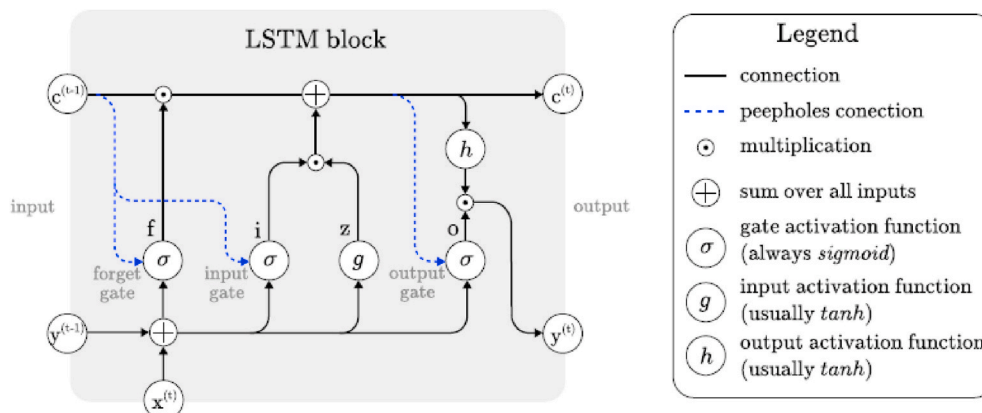 LSTM block
c(t-1)
c(t)
h
input
output
f
i
z
o
σ
σ
g
σ
forget
gate
input
gate
output
gate
y(t-1)
y(t)
x(t)
Legend
connection
peepholes conection
multiplication
sum over all inputs
σ
gate activation function
(always sigmoid)
g
input activation function
(usually tanh)
h
output activation function
(usually tanh)